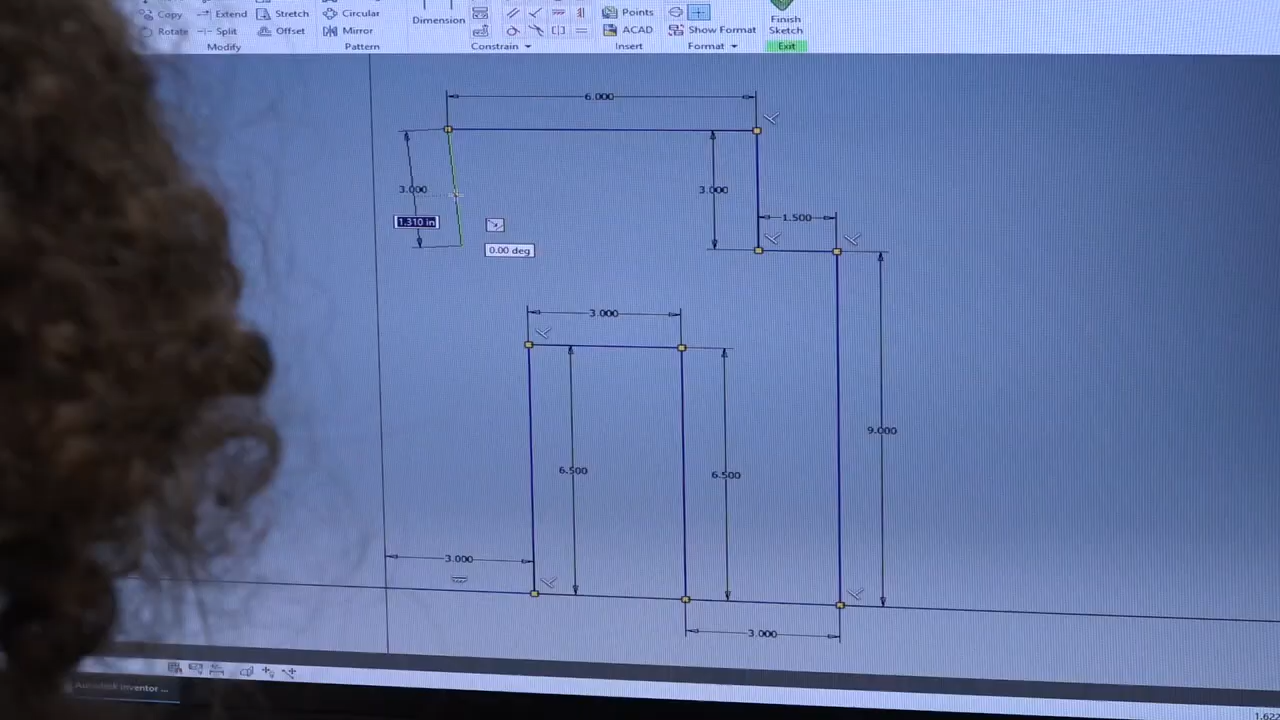 Copy Extend Stretch Circular
Points
Dimension
Rotate Split Offset Mirror
ACAD
Show Format
Finish Sketch
Modify Pattern Constrain Insert Format Exit
6.000
3.000
3.000
1.310 in
1.500
0.00 deg
3.000
9.000
6.500
6.500
3.000
3.000
Autodesk Inventor ...